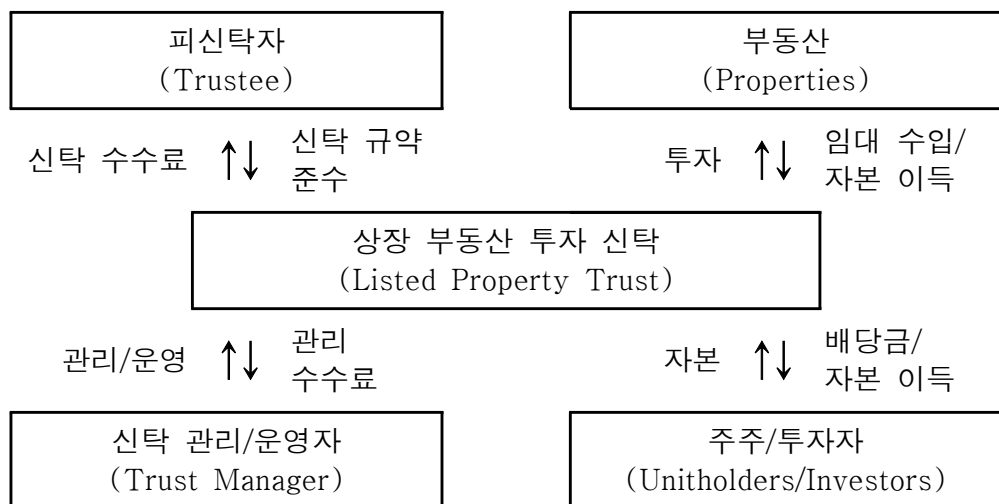 피신탁자
(Trustee)
부동산
(Properties)
신탁 수수료
신탁 규약
준수
투자
임대 수입/
자본 이득
상장 부동산 투자 신탁
(Listed Property Trust)
관리/운영
관리
수수료
자본
배당금/
자본 이득
신탁 관리/운영자
(Trust Manager)
주주/투자자
(Unitholders/Investors)